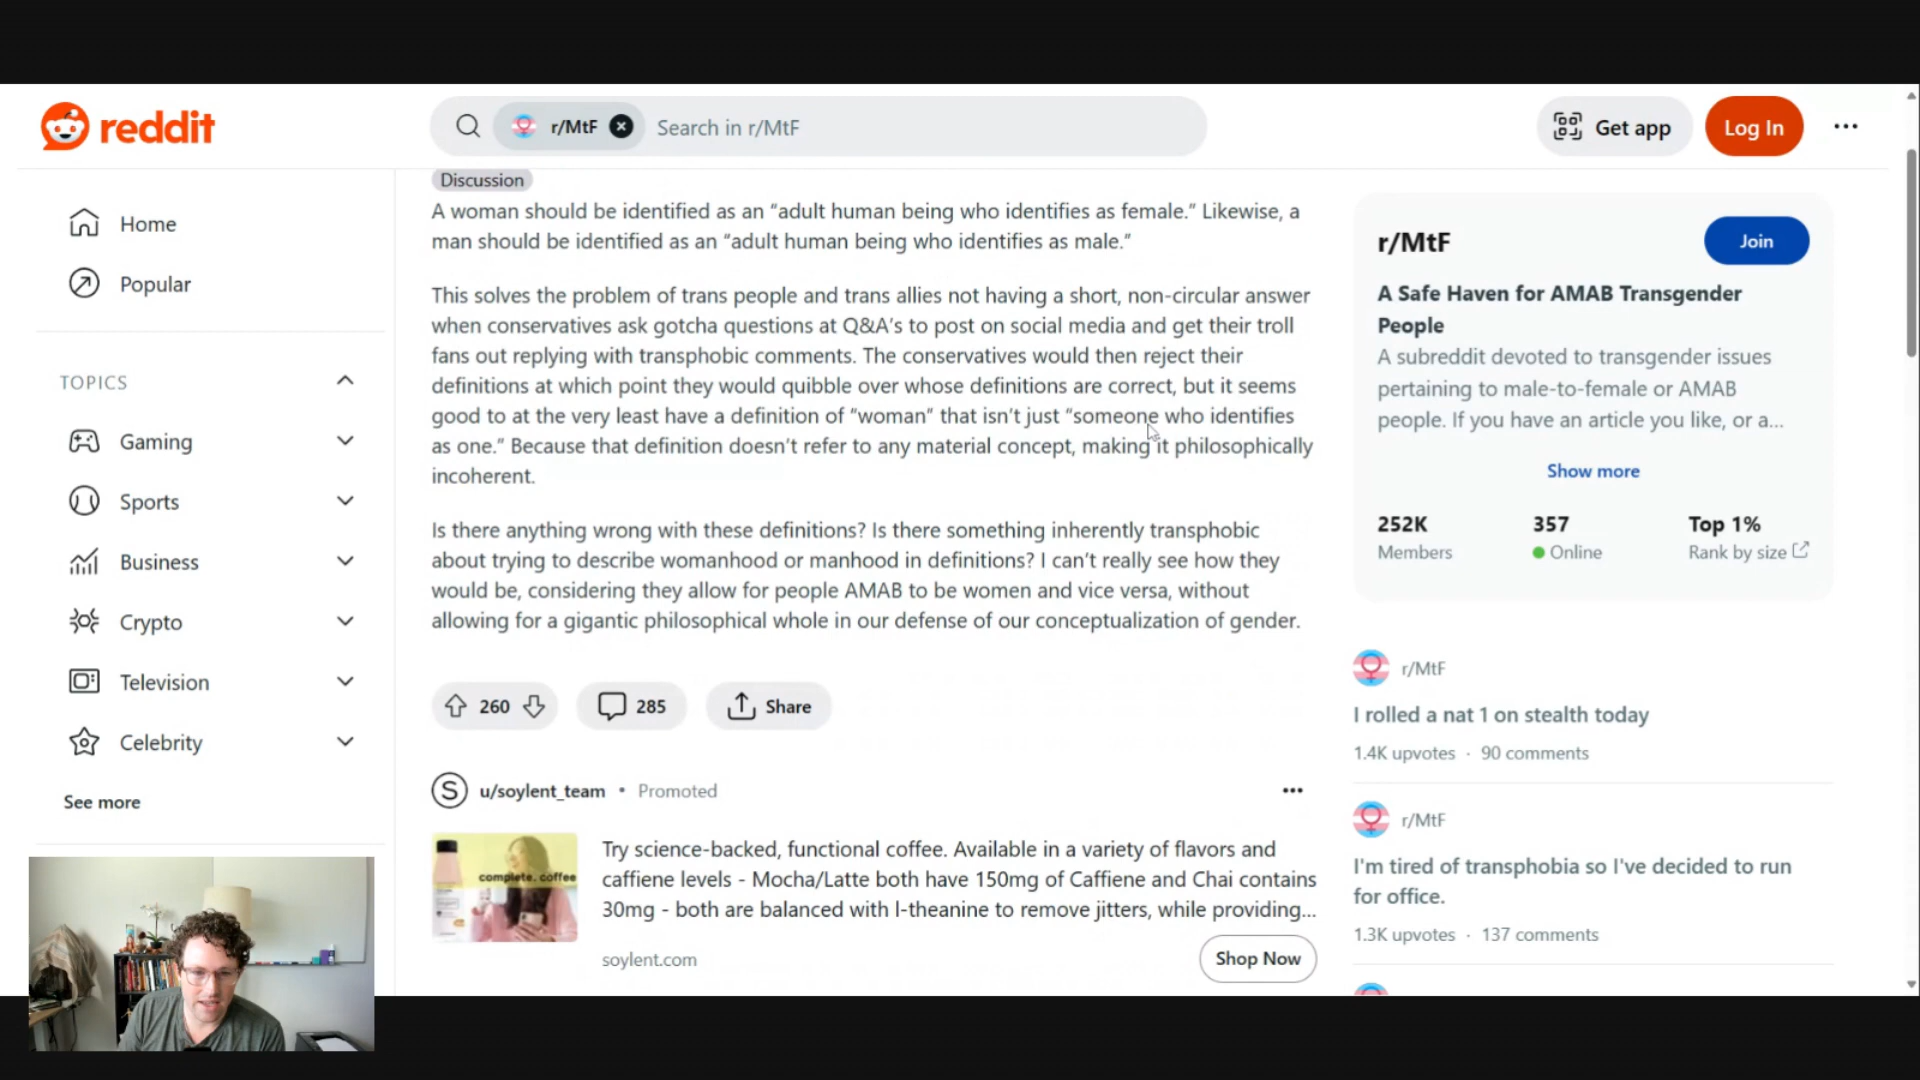 reddit
r/MtF
Search in r/MtF
Get app
Log In
Home
Popular
TOPICS
Gaming
Sports
Business
Crypto
Television
Celebrity
See more
Discussion
A woman should be identified as an “adult human being who identifies as female.” Likewise, a
man should be identified as an “adult human being who identifies as male.”
This solves the problem of trans people and trans allies not having a short, non-circular answer
when conservatives ask gotcha questions at Q&A’s to post on social media and get their troll
fans out replying with transphobic comments. The conservatives would then reject their
definitions at which point they would quibble over whose definitions are correct, but it seems
good to at the very least have a definition of “woman” that isn’t just “someone who identifies
as one.” Because that definition doesn’t refer to any material concept, making it philosophically
incoherent.
Is there anything wrong with these definitions? Is there something inherently transphobic
about trying to describe womanhood or manhood in definitions? I can’t really see how they
would be, considering they allow for people AMAB to be women and vice versa, without
allowing for a gigantic philosophical whole in our defense of our conceptualization of gender.
260
285
Share
S
u/soylent_team • Promoted
complete. coffee
Try science-backed, functional coffee. Available in a variety of flavors and
caffiene levels - Mocha/Latte both have 150mg of Caffiene and Chai contains
30mg - both are balanced with l-theanine to remove jitters, while providing...
soylent.com
Shop Now
r/MtF
Join
A Safe Haven for AMAB Transgender
People
A subreddit devoted to transgender issues
pertaining to male-to-female or AMAB
people. If you have an article you like, or a...
Show more
252K
Members
357
Online
Top 1%
Rank by size
r/MtF
I rolled a nat 1 on stealth today
1.4K upvotes · 90 comments
r/MtF
I'm tired of transphobia so I've decided to run
for office.
1.3K upvotes · 137 comments